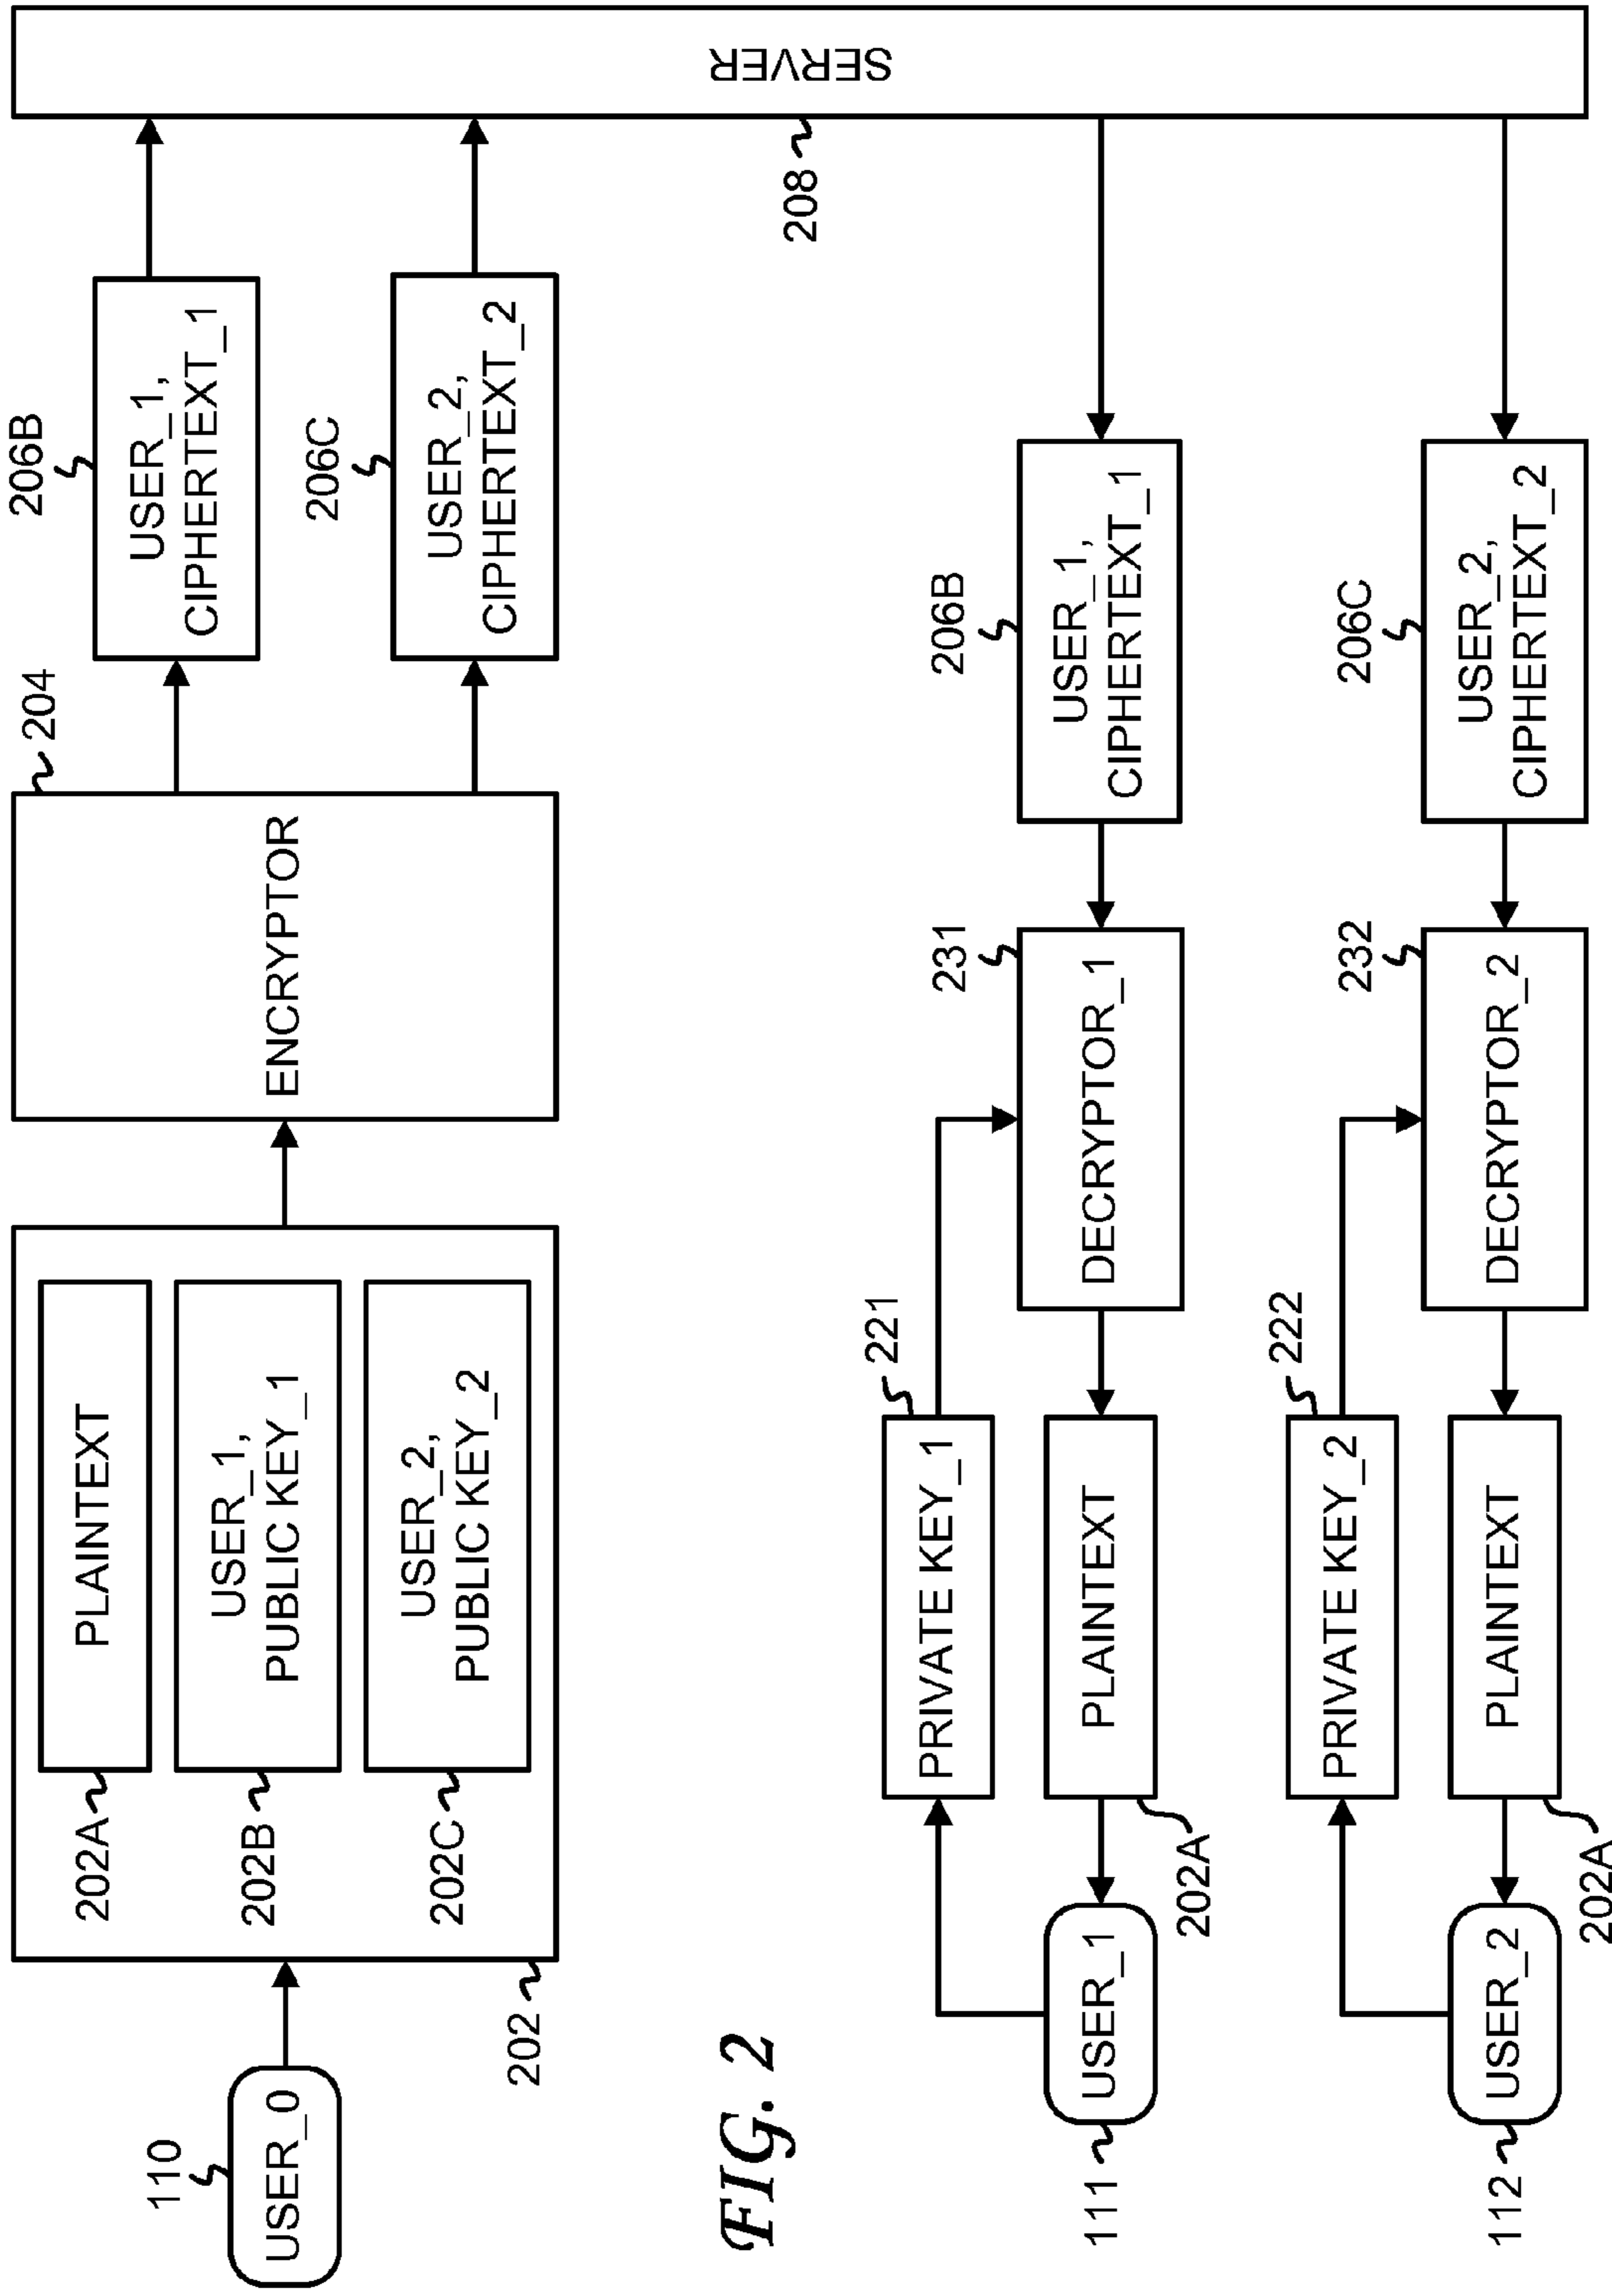 110
USER_0
202
202A
PLAINTEXT
202B
USER_1,
PUBLIC KEY_1
202C
USER_2,
PUBLIC KEY_2
204
ENCRYPTOR
206B
USER_1,
CIPHERTEXT_1
206C
USER_2,
CIPHERTEXT_2
208
SERVER
FIG. 2
221
PRIVATE KEY_1
231
DECRYPTOR_1
206B
USER_1,
CIPHERTEXT_1
111
USER_1
PLAINTEXT
202A
222
PRIVATE KEY_2
232
DECRYPTOR_2
206C
USER_2,
CIPHERTEXT_2
112
USER_2
PLAINTEXT
202A